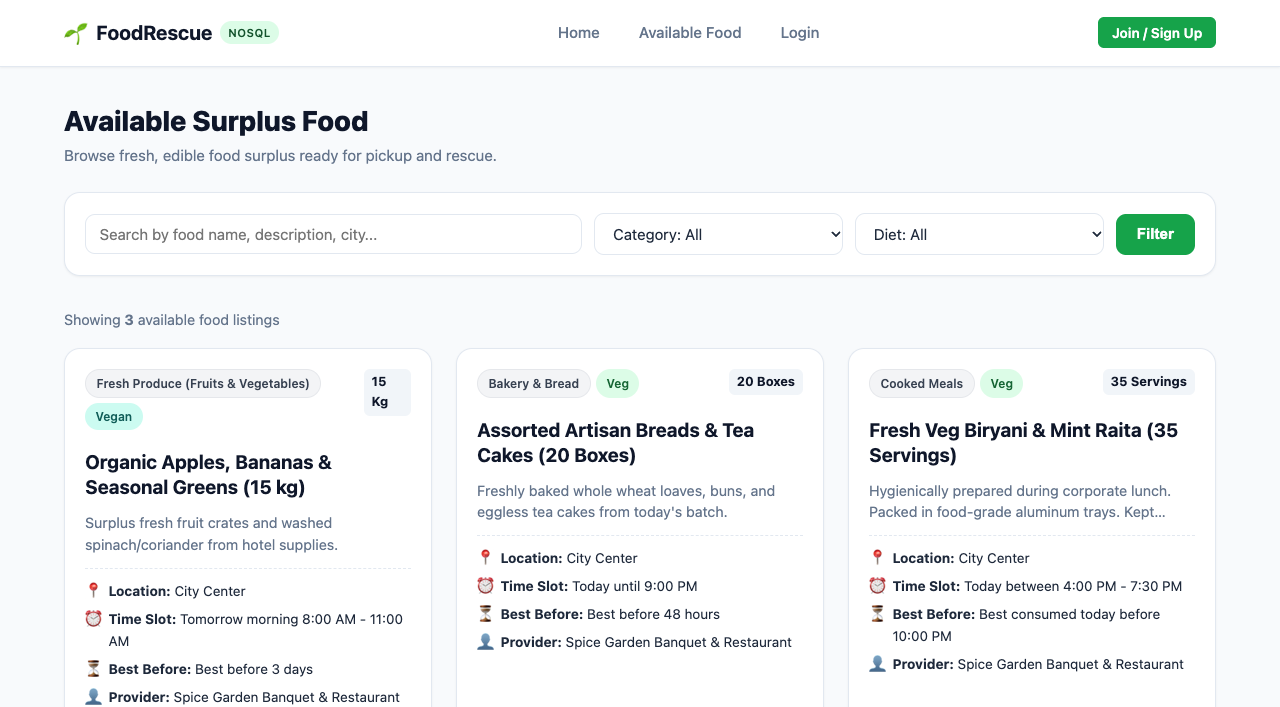 FoodRescue NOSQL
Home
Available Food
Login
Join / Sign Up
Available Surplus Food
Browse fresh, edible food surplus ready for pickup and rescue.
Search by food name, description, city...
Category: All
Diet: All
Filter
Showing 3 available food listings
Fresh Produce (Fruits & Vegetables)
Vegan
15
Kg
Organic Apples, Bananas &
Seasonal Greens (15 kg)
Surplus fresh fruit crates and washed
spinach/coriander from hotel supplies.
Location: City Center
Time Slot: Tomorrow morning 8:00 AM - 11:00
AM
Best Before: Best before 3 days
Provider: Spice Garden Banquet & Restaurant
Bakery & Bread
Veg
20 Boxes
Assorted Artisan Breads & Tea
Cakes (20 Boxes)
Freshly baked whole wheat loaves, buns, and
eggless tea cakes from today's batch.
Location: City Center
Time Slot: Today until 9:00 PM
Best Before: Best before 48 hours
Provider: Spice Garden Banquet & Restaurant
Cooked Meals
Veg
35 Servings
Fresh Veg Biryani & Mint Raita (35
Servings)
Hygienically prepared during corporate lunch.
Packed in food-grade aluminum trays. Kept...
Location: City Center
Time Slot: Today between 4:00 PM - 7:30 PM
Best Before: Best consumed today before
10:00 PM
Provider: Spice Garden Banquet & Restaurant